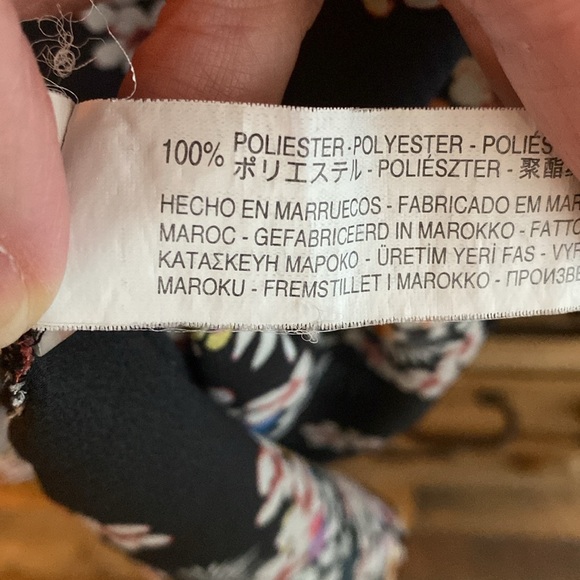 100% POLIESTER·POLYESTER - POLIÉS
ポリエステル - POLIÉSZTER - 聚酯
HECHO EN MARRUECOS - FABRICADO EM MAR
MAROC - GEFABRICEERD IN MAROKKO - FATTO
ΚΑΤΑΣΚΕΥΗ ΜΑΡΟΚΟ - ÜRETİM YERİ FAS - VYR
MAROKU - FREMSTILLET I MAROKKO - ПРОИЗВЕ